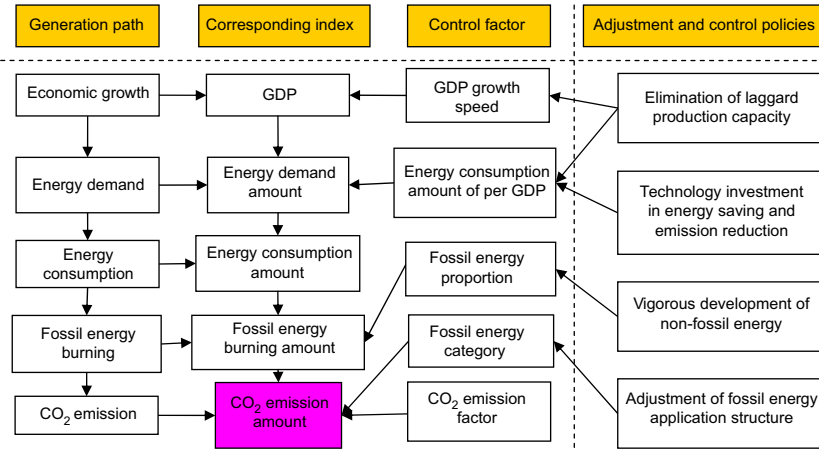 Generation path
Corresponding index
Control factor
Adjustment and control policies
Economic growth
GDP
GDP growth
speed
Elimination of laggard
production capacity
Energy demand
Energy demand
amount
Energy consumption
amount of per GDP
Technology investment
in energy saving and
emission reduction
Energy
consumption
Energy consumption
amount
Fossil energy
proportion
Vigorous development of
non-fossil energy
Fossil energy
burning
Fossil energy
burning amount
Fossil energy
category
Adjustment of fossil energy
application structure
CO₂ emission
CO₂ emission
amount
CO₂ emission
factor